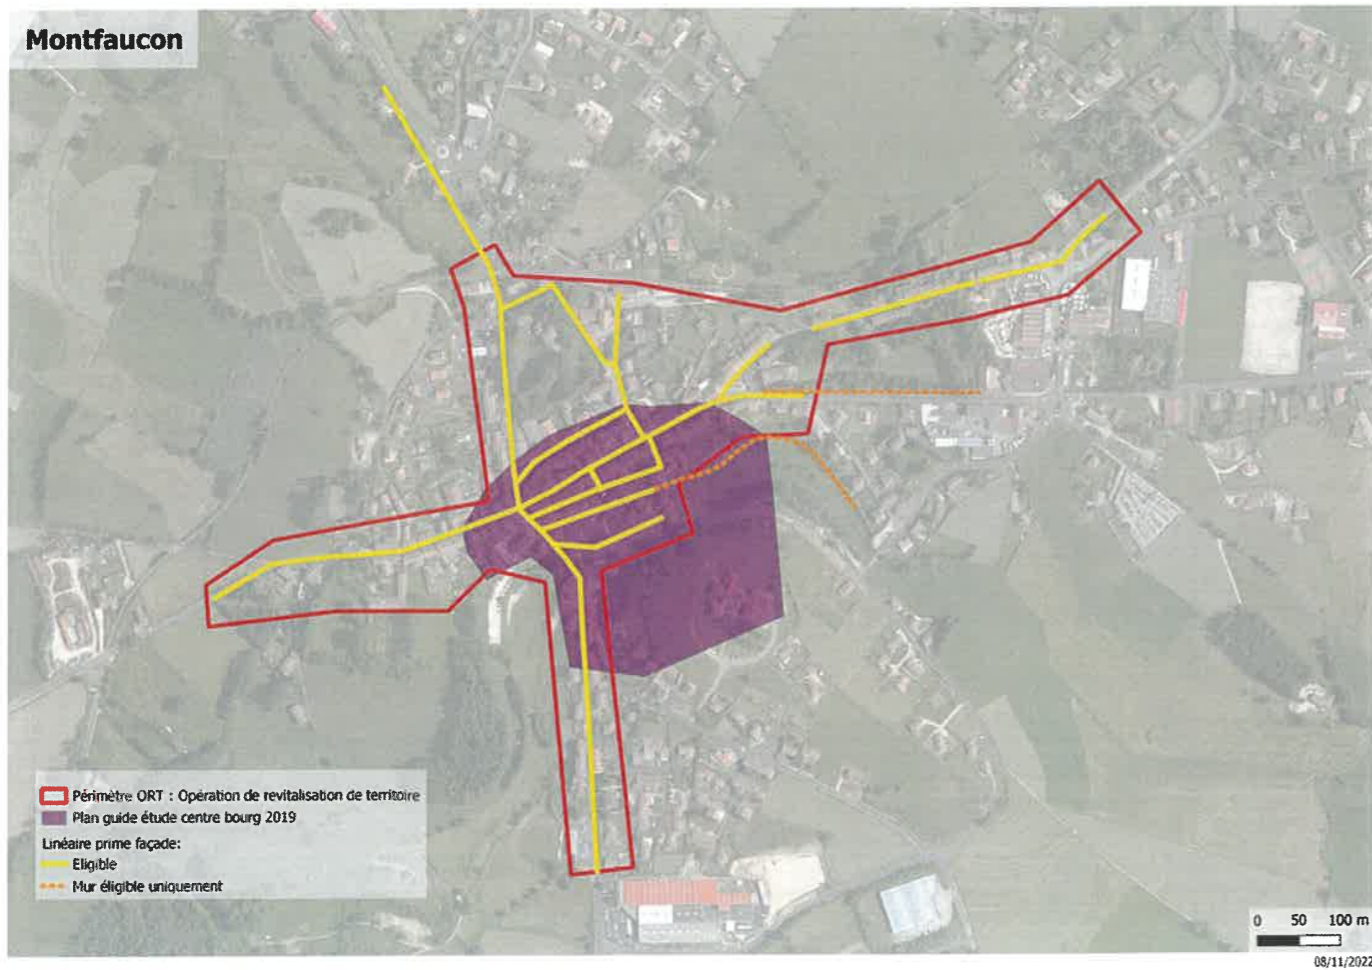 Montfaucon
Périmètre ORT : Opération de revitalisation de territoire
Plan guide étude centre bourg 2019
Linéaire prime façade:
Eligible
Mur éligible uniquement
0 50 100 m
08/11/2022